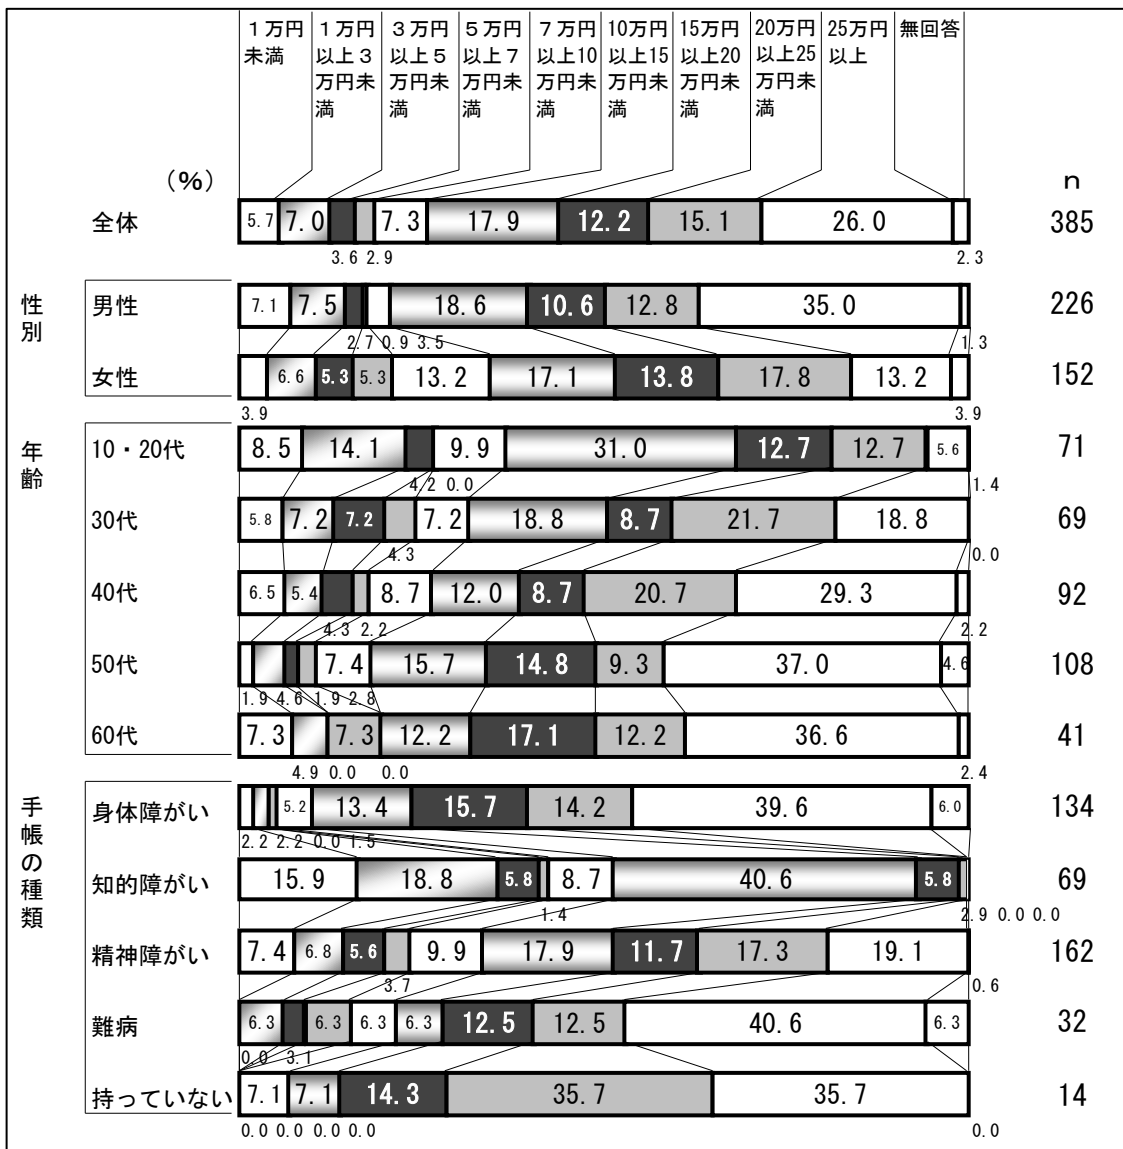 １万円未満
１万円以上３万円未満
３万円以上５万円未満
５万円以上７万円未満
７万円以上10万円未満
10万円以上15万円未満
15万円以上20万円未満
20万円以上25万円未満
25万円以上
無回答
(％) n
全体 5.7 7.0 7.3 17.9 12.2 15.1 26.0 385
3.6 2.9 2.3
性別
男性 7.1 7.5 18.6 10.6 12.8 35.0 226
2.7 0.9 3.5 1.3
女性 6.6 5.3 5.3 13.2 17.1 13.8 17.8 13.2 152
3.9 3.9
年齢
10・20代 8.5 14.1 9.9 31.0 12.7 12.7 5.6 71
4.2 0.0 1.4
30代 5.8 7.2 7.2 7.2 18.8 8.7 21.7 18.8 69
4.3 0.0
40代 6.5 5.4 8.7 12.0 8.7 20.7 29.3 92
4.3 2.2 2.2
50代 7.4 15.7 14.8 9.3 37.0 4.6 108
1.9 4.6 1.9 2.8
60代 7.3 7.3 12.2 17.1 12.2 36.6 41
4.9 0.0 0.0 2.4
手帳の種類
身体障がい 5.2 13.4 15.7 14.2 39.6 6.0 134
2.2 2.2 0.0 1.5
知的障がい 15.9 18.8 5.8 8.7 40.6 5.8 69
1.4 2.9 0.0 0.0
精神障がい 7.4 6.8 5.6 9.9 17.9 11.7 17.3 19.1 162
3.7 0.6
難病 6.3 6.3 6.3 6.3 12.5 12.5 40.6 6.3 32
0.0 3.1
持っていない 7.1 7.1 14.3 35.7 35.7 14
0.0 0.0 0.0 0.0 0.0